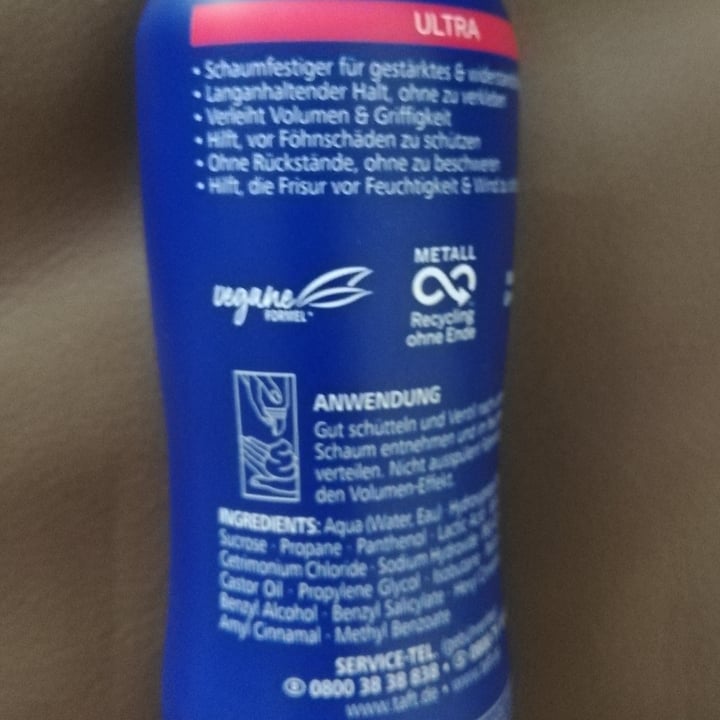 ULTRA
• Schaumfestiger für gestärktes &
• Langanhaltender Halt, ohne zu verkleben
• Verleiht Volumen & Griffigkeit
• Hilft, vor Föhnschäden zu schützen
• Ohne Rückstände, ohne zu beschweren
• Hilft, die Frisur vor Feuchtigkeit & Wind
vegane
FORMEL™
METALL
Recycling
ohne Ende
ANWENDUNG
Gut schütteln und Ventil
Schaum entnehmen und
verteilen. Nicht ausspülen
den Volumen-Effekt.
INGREDIENTS: Aqua (Water, Eau)
Sucrose · Propane · Panthenol · Lactic
Cetrimonium Chloride · Sodium
Castor Oil · Propylene Glycol ·
Benzyl Alcohol · Benzyl Salicylate ·
Amyl Cinnamal · Methyl Benzoate
SERVICE-TEL.
0800 38 38 838 •
www.taft.de •